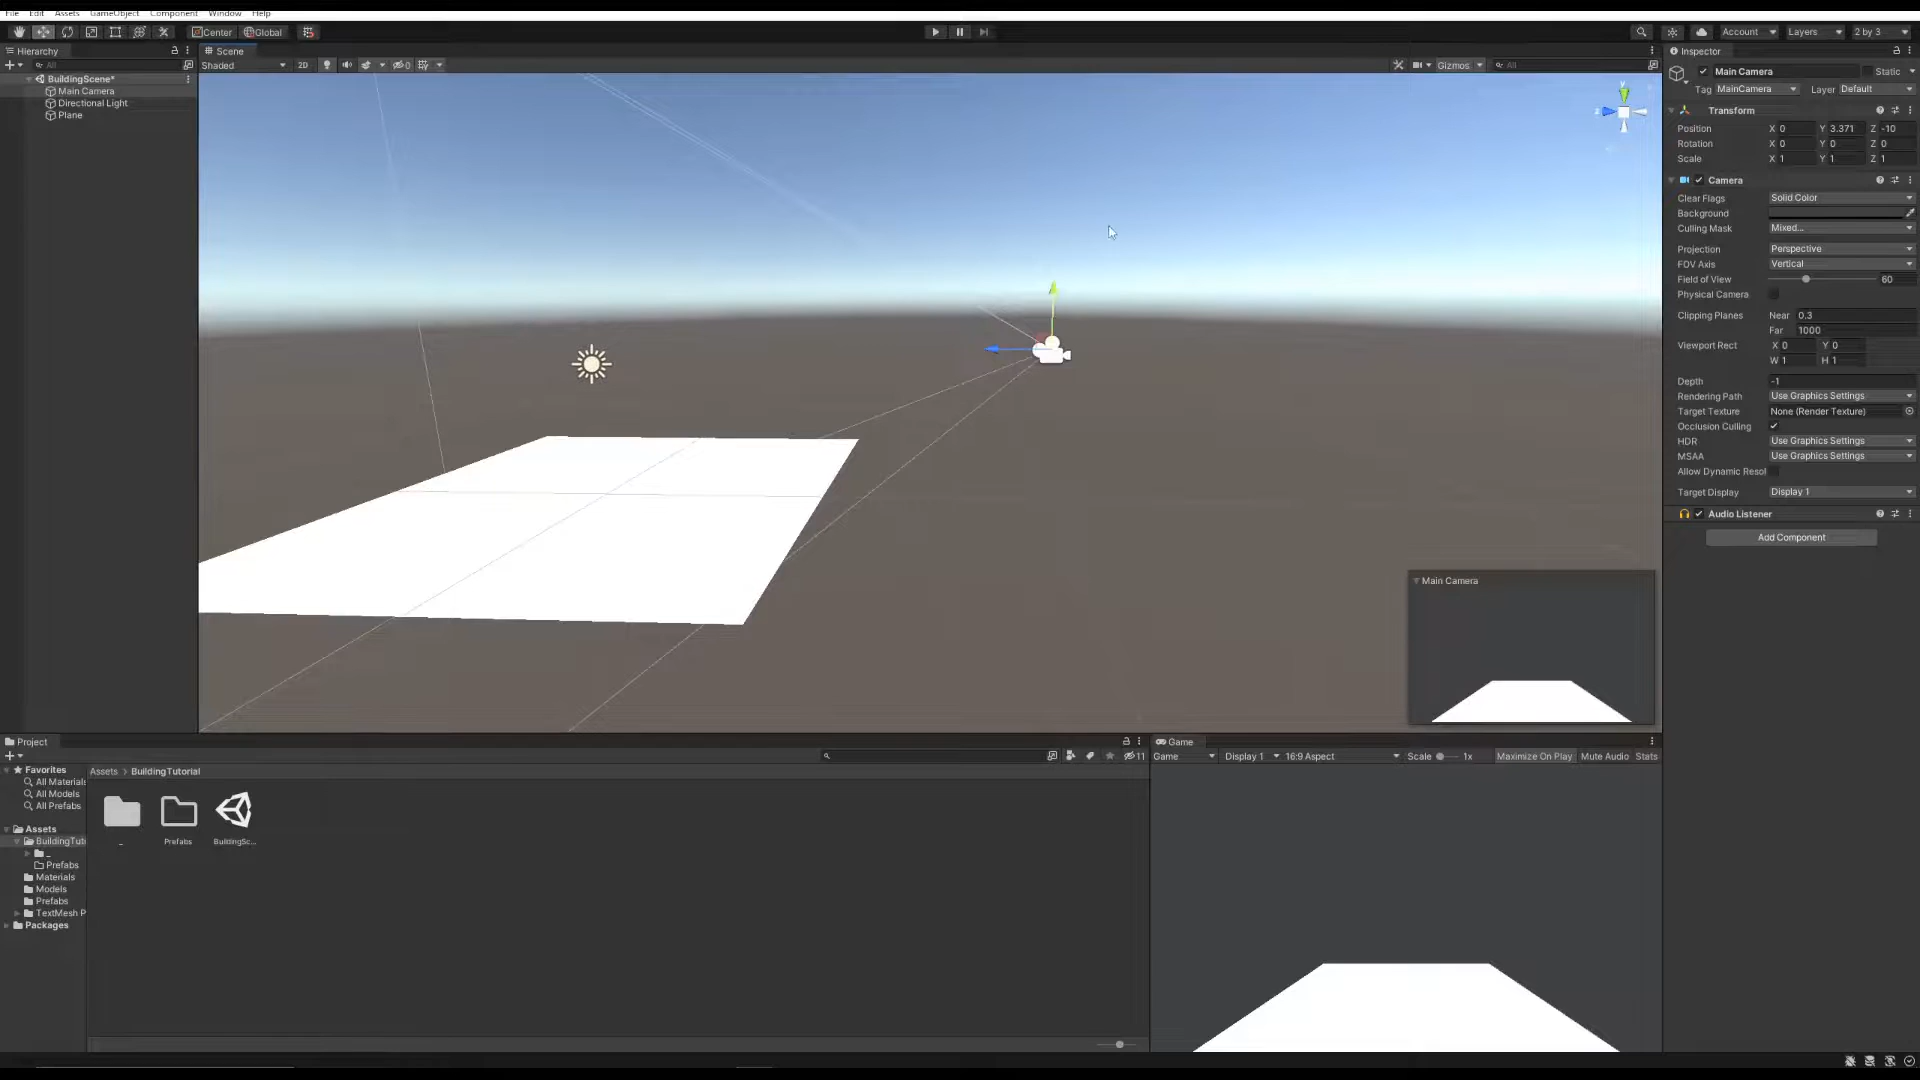 File Edit Assets GameObject Component Window Help
Center Global
Account Layers 2 by 3
Hierarchy
All
BuildingScene*
Main Camera
Directional Light
Plane
Scene
Shaded 2D 0 Gizmos All
Main Camera
Inspector
Main Camera Static
Tag MainCamera Layer Default
Transform
Position X 0 Y 3.371 Z -10
Rotation X 0 Y 0 Z 0
Scale X 1 Y 1 Z 1
Camera
Clear Flags Solid Color
Background
Culling Mask Mixed...
Projection Perspective
FOV Axis Vertical
Field of View 60
Physical Camera
Clipping Planes Near 0.3
Far 1000
Viewport Rect X 0 Y 0
W 1 H 1
Depth -1
Rendering Path Use Graphics Settings
Target Texture None (Render Texture)
Occlusion Culling
HDR Use Graphics Settings
MSAA Use Graphics Settings
Allow Dynamic Resol
Target Display Display 1
Audio Listener
Add Component
Project
11
Favorites
All Materials
All Models
All Prefabs
Assets
BuildingTut
_
Prefabs
Materials
Models
Prefabs
TextMesh P
Packages
Assets > BuildingTutorial
_
Prefabs
BuildingSc...
Game
Game Display 1 16:9 Aspect Scale 1x Maximize On Play Mute Audio Stats